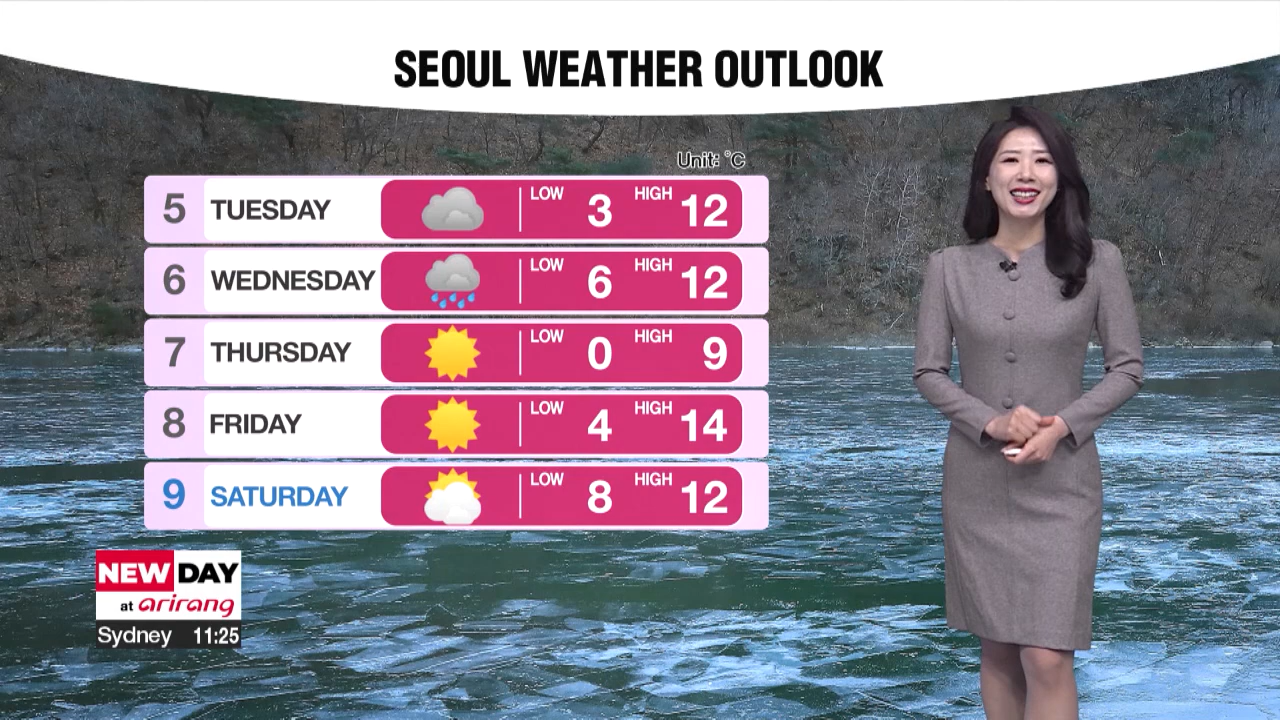 SEOUL WEATHER OUTLOOK
Unit: °C
5 TUESDAY LOW 3 HIGH 12
6 WEDNESDAY LOW 6 HIGH 12
7 THURSDAY LOW 0 HIGH 9
8 FRIDAY LOW 4 HIGH 14
9 SATURDAY LOW 8 HIGH 12
NEW DAY
at arirang
Sydney 11:25